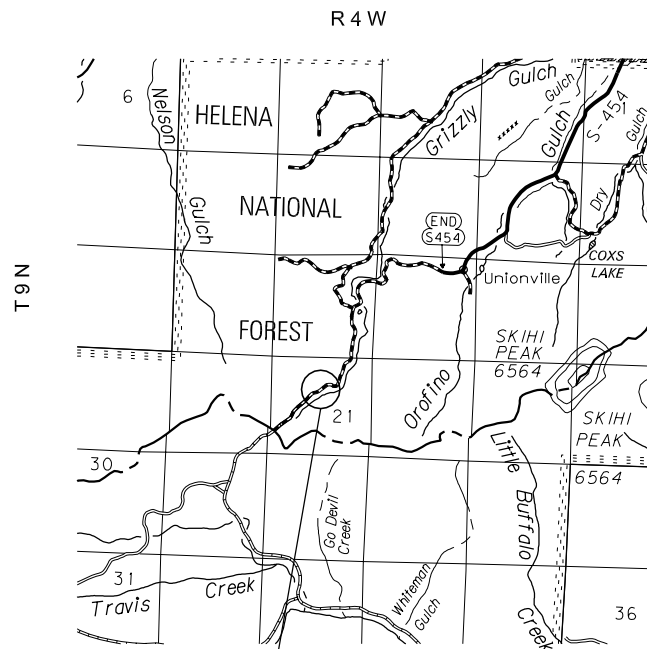 R 4 W
T 9 N
6
Nelson
Gulch
HELENA
NATIONAL
FOREST
Grizzly
Gulch
Gulch
Gulch
S-454
1
Gulch
Dry
END
S454
Unionville
COXS
LAKE
SKIHI
PEAK
6564
Orofino
21
SKIHI
PEAK
6564
30
Little
Buffalo
Creek
Go Devil
Creek
Whiteman
Gulch
31
Travis
Creek
36